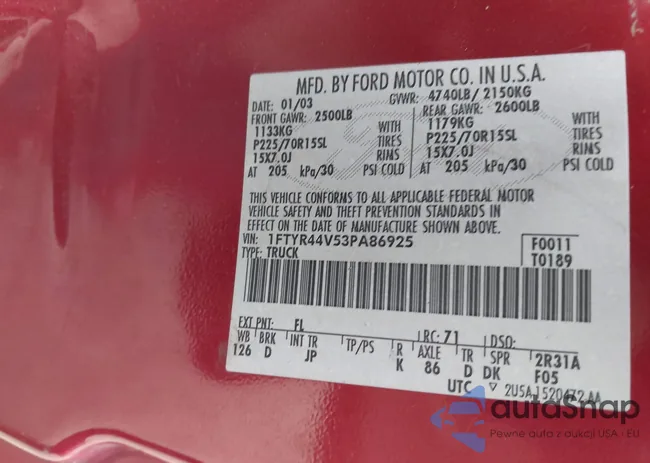 MFD. BY FORD MOTOR CO. IN U.S.A.
DATE: 01/03 GVWR: 4740LB/ 2150KG
FRONT GAWR: 2500LB REAR GAWR: 2600LB
1133KG WITH 1179KG WITH
P225/70R15SL TIRES P225/70R15SL TIRES
15X7.0J RIMS 15X7.0J RIMS
AT 205 kPa/30 PSI COLD AT 205 kPa/30 PSI COLD
THIS VEHICLE CONFORMS TO ALL APPLICABLE FEDERAL MOTOR
VEHICLE SAFETY AND THEFT PREVENTION STANDARDS IN
EFFECT ON THE DATE OF MANUFACTURE SHOWN ABOVE.
VIN: 1FTYR44V53PA86925 F0011
TYPE: TRUCK T0189
EXT PNT: FL RC: 71 DSO:
WB BRK INT TR TP/PS R AXLE TR SPR 2R31A
126 D JP K 86 D DK F05
UTC ▽ 2U5A 1520472 AA
autoSnap
Pewne auta z aukcji USA - EU